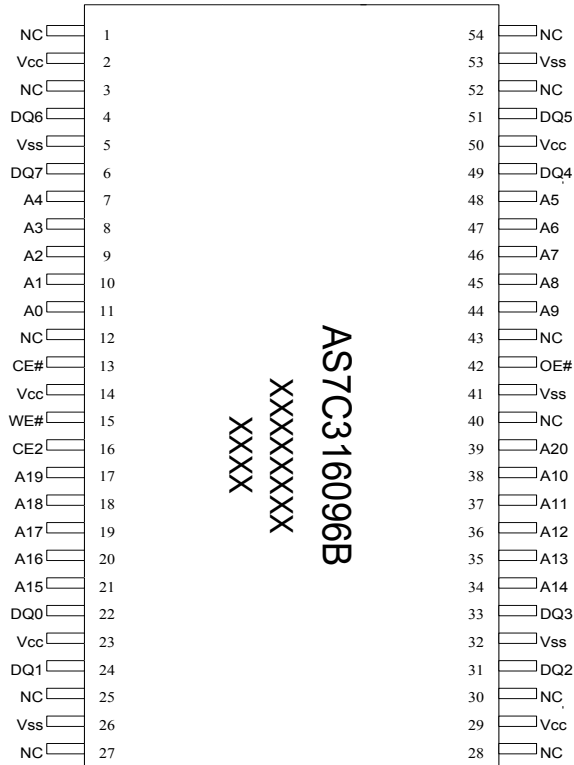 NC 1 54 NC
Vcc 2 53 Vss
NC 3 52 NC
DQ6 4 51 DQ5
Vss 5 50 Vcc
DQ7 6 49 DQ4
A4 7 48 A5
A3 8 47 A6
A2 9 46 A7
A1 10 45 A8
A0 11 44 A9
NC 12 43 NC
CE# 13 42 OE#
Vcc 14 41 Vss
WE# 15 40 NC
CE2 16 39 A20
A19 17 38 A10
A18 18 37 A11
A17 19 36 A12
A16 20 35 A13
A15 21 34 A14
DQ0 22 33 DQ3
Vcc 23 32 Vss
DQ1 24 31 DQ2
NC 25 30 NC
Vss 26 29 Vcc
NC 27 28 NC
AS7C316096B
XXXXXXXX
XXXX